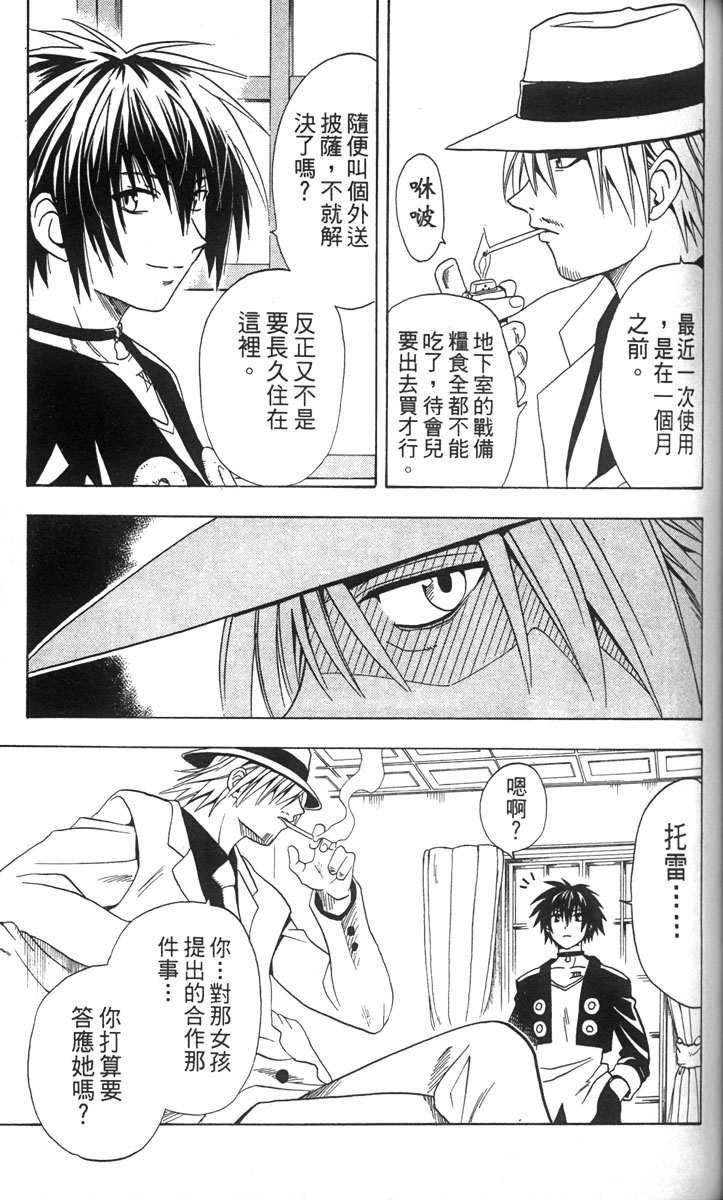 最近一次使用
，是在一個月
之前。
咻啵
地下室的戰備
糧食全都不能
吃了，待會兒
要出去買才行。
隨便叫個外送
披薩，不就解
決了嗎？
反正又不是
要長久住在
這裡。
托雷……
嗯啊？
你…對那女孩
提出的合作那
件事…
你打算要
答應她嗎？